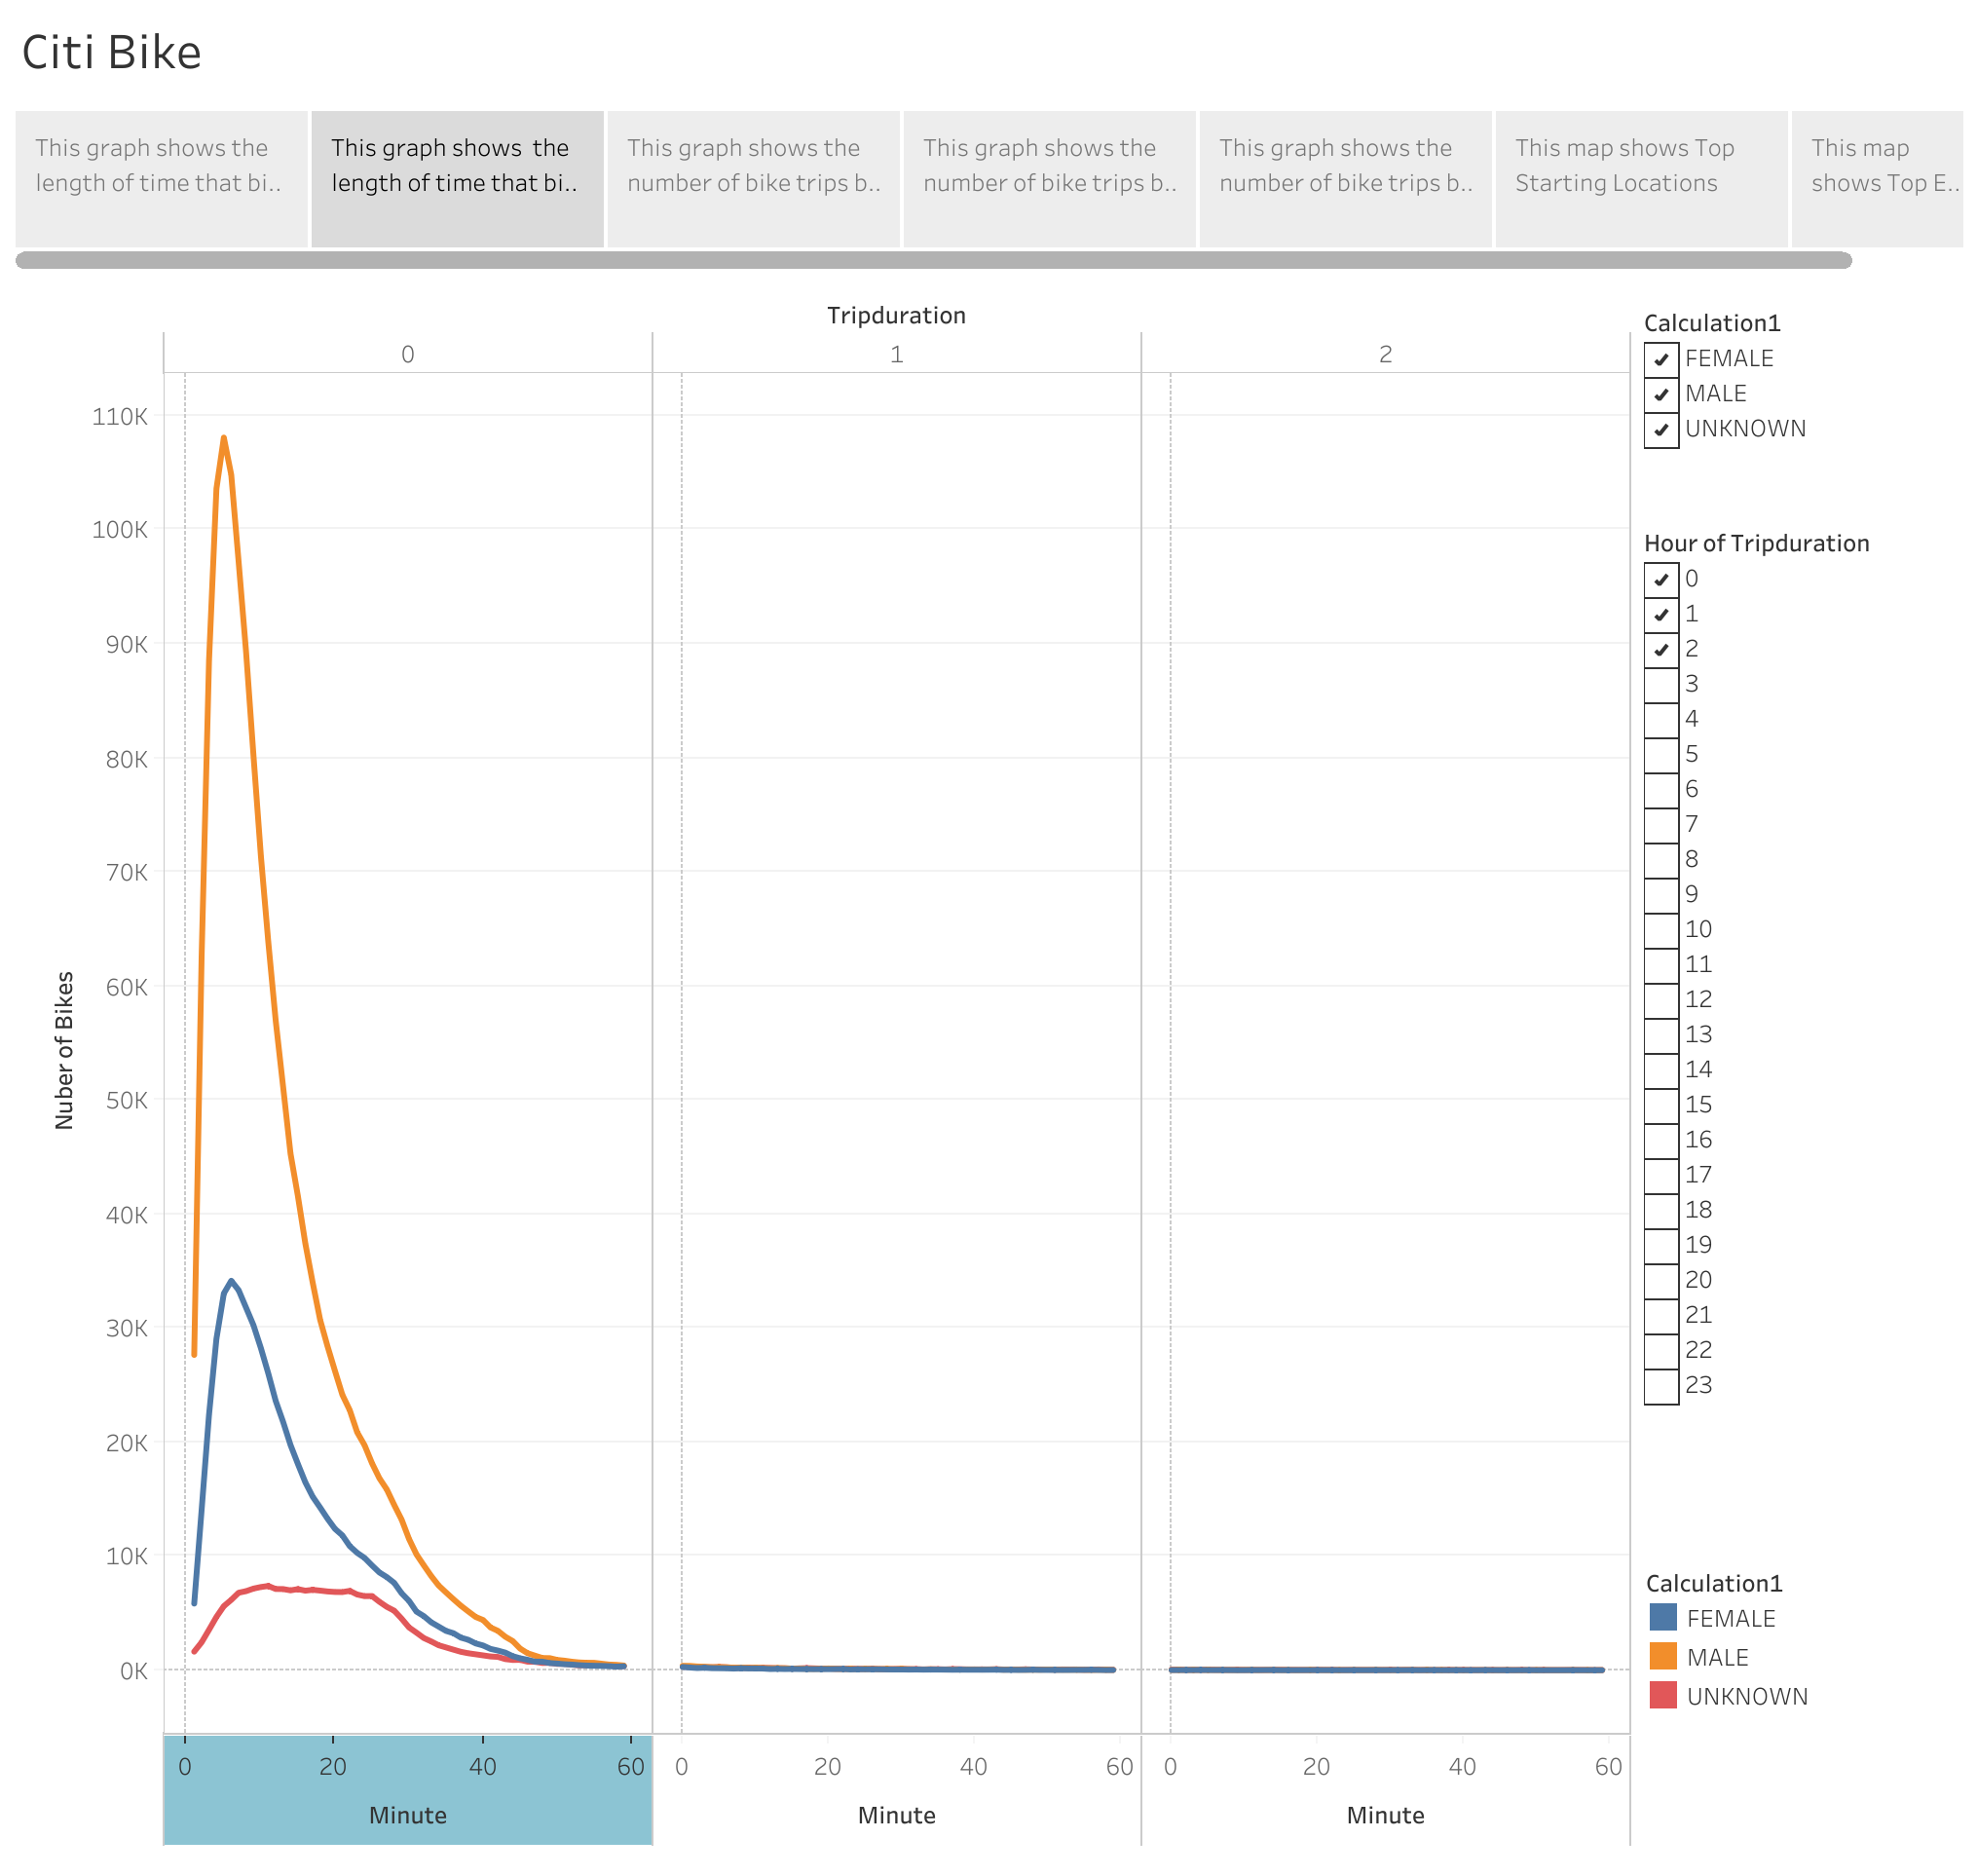 Citi Bike
This graph shows the
length of time that bi..
This graph shows  the
length of time that bi..
This graph shows the
number of bike trips b..
This graph shows the
number of bike trips b..
This graph shows the
number of bike trips b..
This map shows Top
Starting Locations
This map
shows Top E..
Tripduration
0 1 2
110K
100K
90K
80K
70K
60K
50K
40K
30K
20K
10K
0K
Nuber of Bikes
0 20 40 60 0 20 40 60 0 20 40 60
Minute Minute Minute
Calculation1
FEMALE
MALE
UNKNOWN
Hour of Tripduration
0
1
2
3
4
5
6
7
8
9
10
11
12
13
14
15
16
17
18
19
20
21
22
23
Calculation1
FEMALE
MALE
UNKNOWN